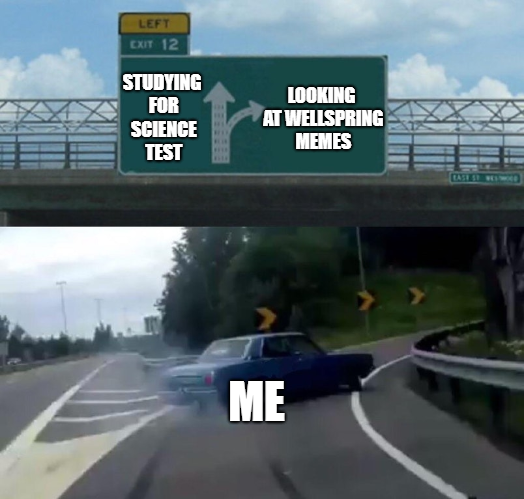 LEFT
EXIT 12
STUDYING
FOR
SCIENCE
TEST
LOOKING
AT WELLSPRING
MEMES
ME